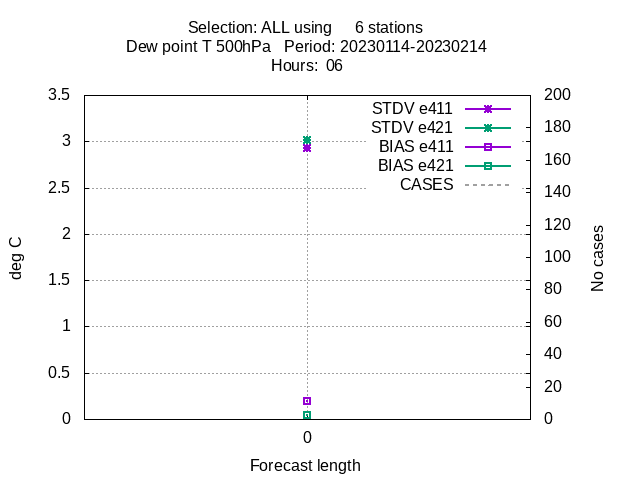 Selection: ALL using     6 stations
Dew point T 500hPa   Period: 20230114-20230214
Hours:  06
3.5
3
2.5
2
1.5
1
0.5
0
deg C
200
180
160
140
120
100
80
60
40
20
0
No cases
STDV e411
STDV e421
BIAS e411
BIAS e421
CASES
0
Forecast length